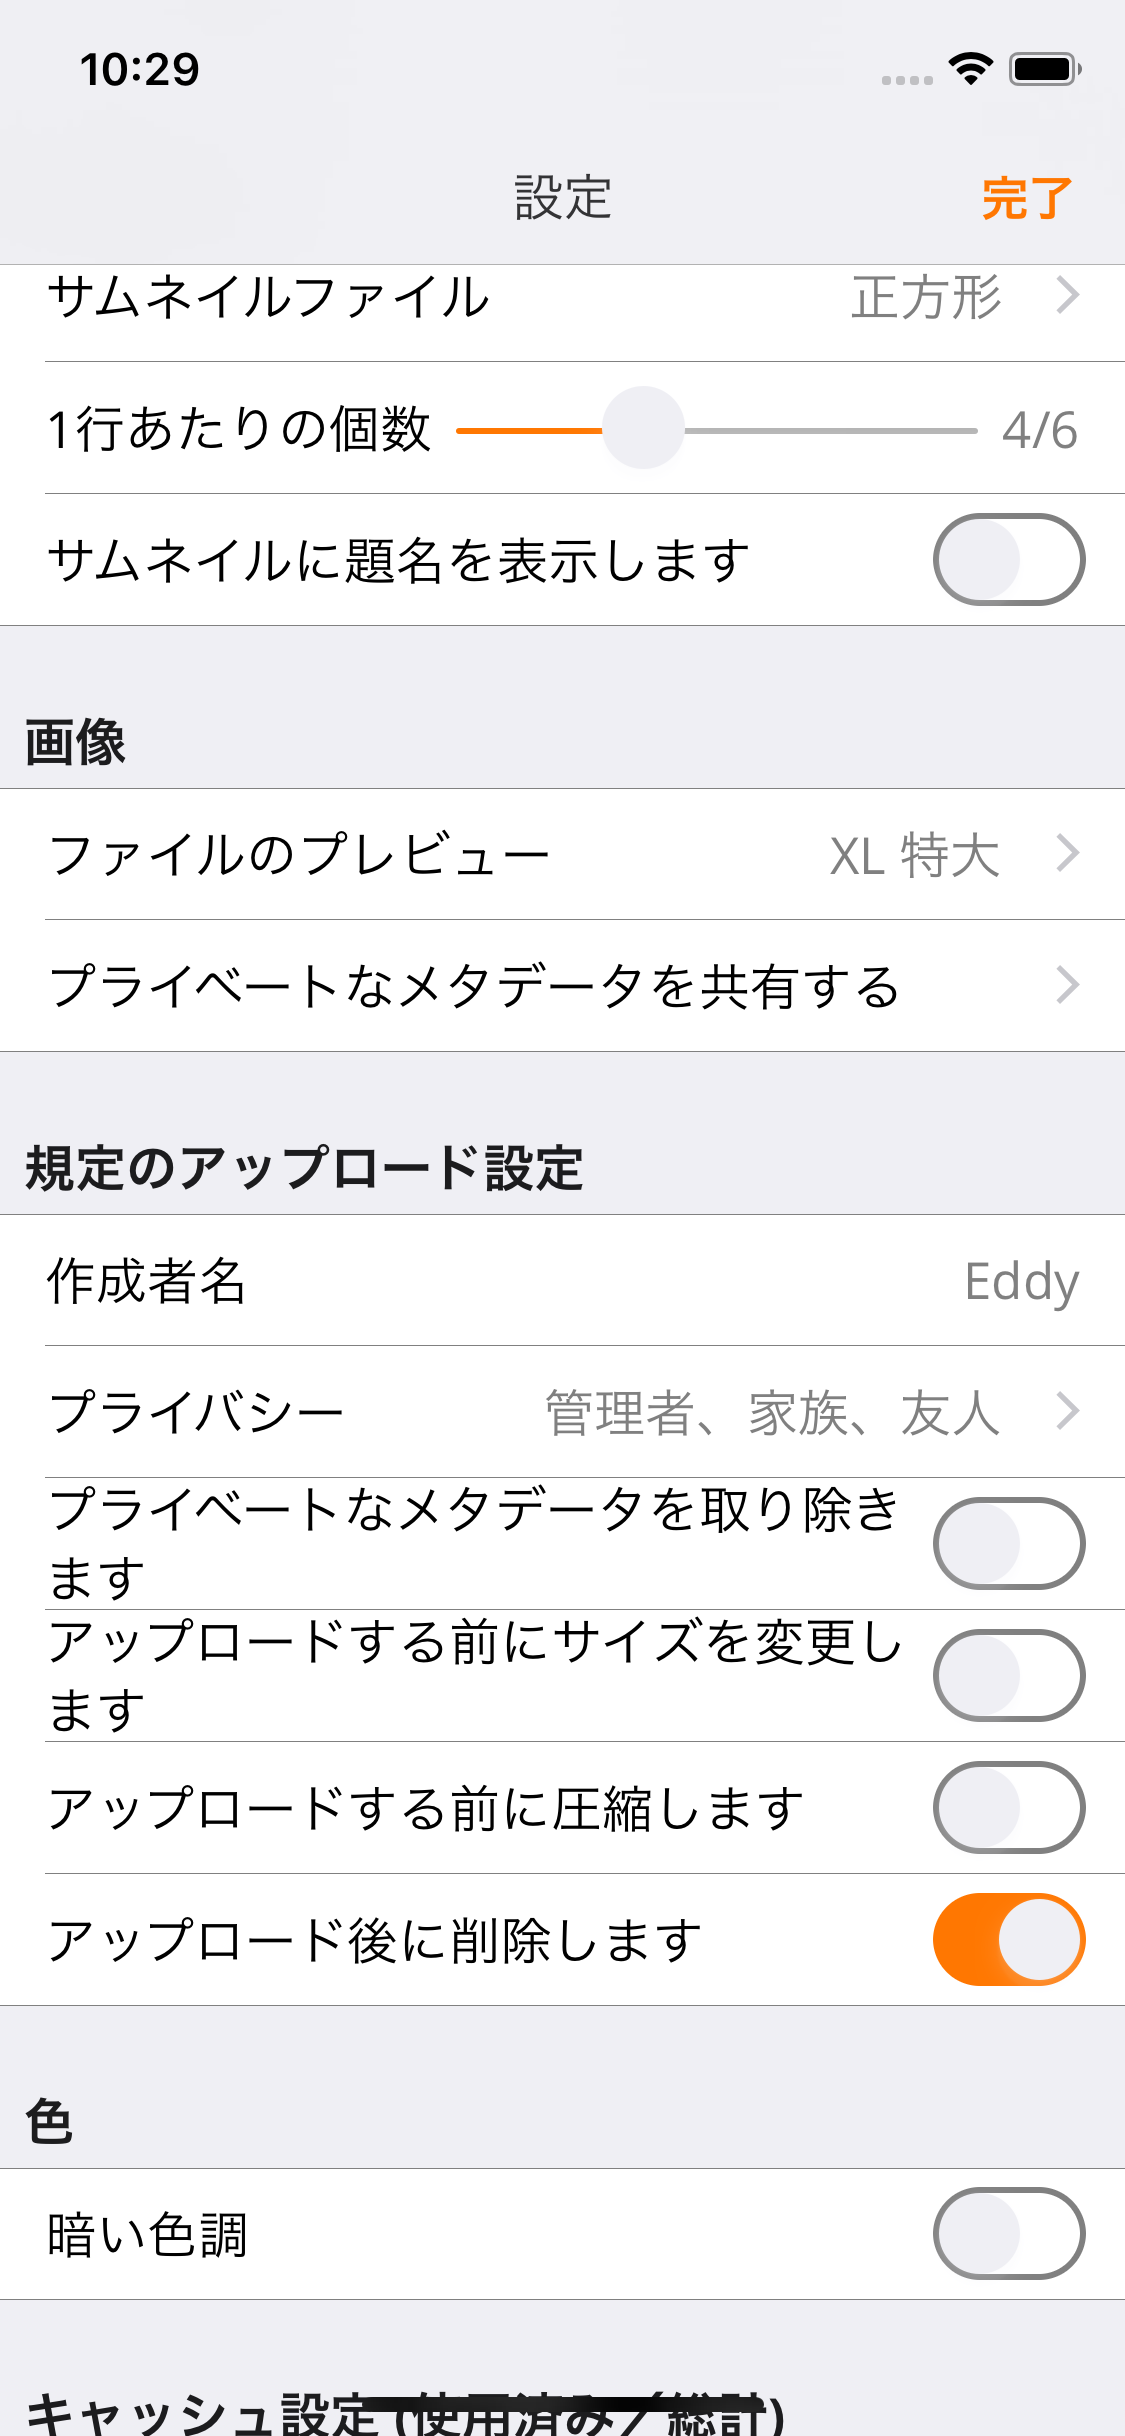 10:29
設定
完了
サムネイルファイル 正方形
1行あたりの個数 4/6
サムネイルに題名を表示します
画像
ファイルのプレビュー XL 特大
プライベートなメタデータを共有する
規定のアップロード設定
作成者名 Eddy
プライバシー 管理者、家族、友人
プライベートなメタデータを取り除き
ます
アップロードする前にサイズを変更し
ます
アップロードする前に圧縮します
アップロード後に削除します
色
暗い色調
キャッシュ設定 (使用済み／総計)